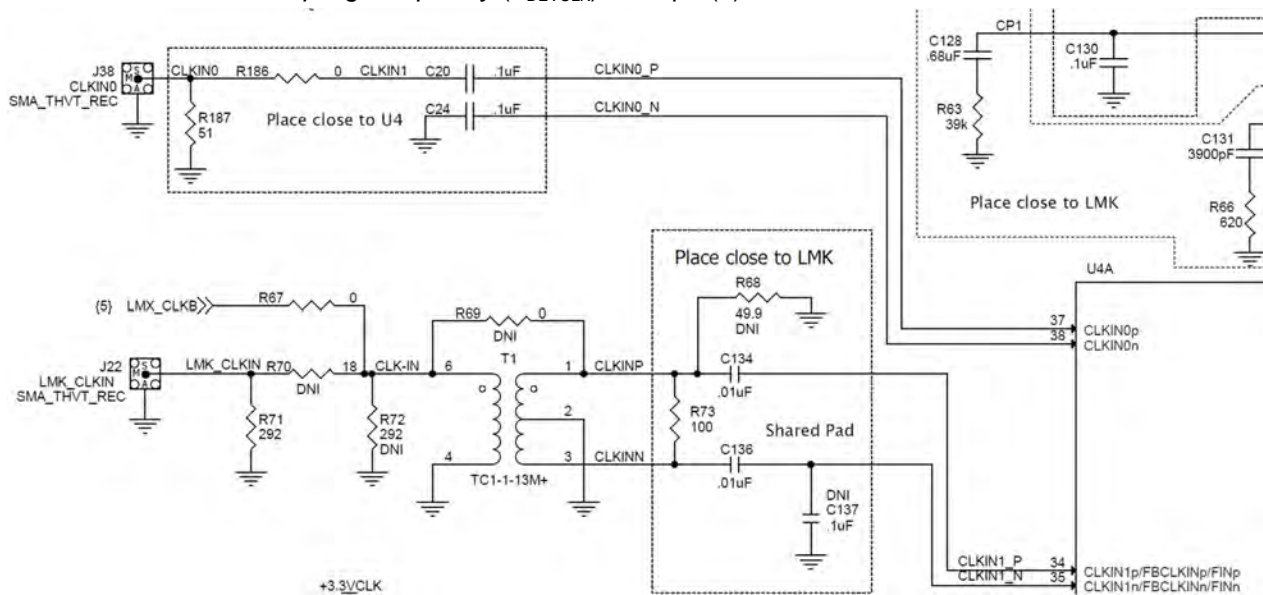 J38
CLKIN0
SMA_THVT_REC
S
M
A
CLKIN0
R186
0
CLKIN1
C20
.1uF
CLKIN0_P
C24
.1uF
CLKIN0_N
R187
51
Place close to U4
CP1
C128
.68uF
C130
.1uF
R63
39k
C131
3900pF
Place close to LMK
R66
620
U4A
37
CLKIN0p
38
CLKIN0n
{5}
LMX_CLKB
R67
0
J22
LMK_CLKIN
SMA_THVT_REC
S
M
A
LMK_CLKIN
R70
18
DNI
CLK-IN
R71
292
R72
292
DNI
R69
0
DNI
T1
6
1
2
4
3
TC1-1-13M+
CLKINP
CLKINN
Place close to LMK
R68
49.9
DNI
C134
.01uF
R73
100
Shared Pad
C136
.01uF
DNI
C137
.1uF
CLKIN1_P
34
CLKIN1p/FBCLKINp/FINp
CLKIN1_N
35
CLKIN1n/FBCLKINn/FINn
+3.3VCLK